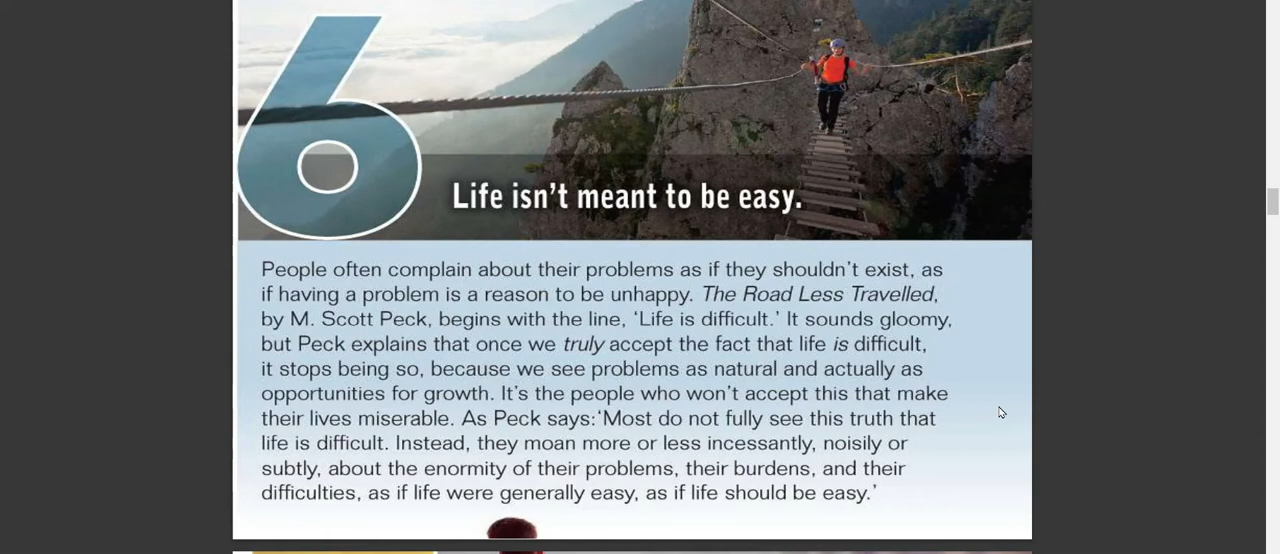 6
Life isn't meant to be easy.
People often complain about their problems as if they shouldn't exist, as
if having a problem is a reason to be unhappy. The Road Less Travelled,
by M. Scott Peck, begins with the line, ‘Life is difficult.’ It sounds gloomy,
but Peck explains that once we truly accept the fact that life is difficult,
it stops being so, because we see problems as natural and actually as
opportunities for growth. It's the people who won't accept this that make
their lives miserable. As Peck says:‘Most do not fully see this truth that
life is difficult. Instead, they moan more or less incessantly, noisily or
subtly, about the enormity of their problems, their burdens, and their
difficulties, as if life were generally easy, as if life should be easy.’